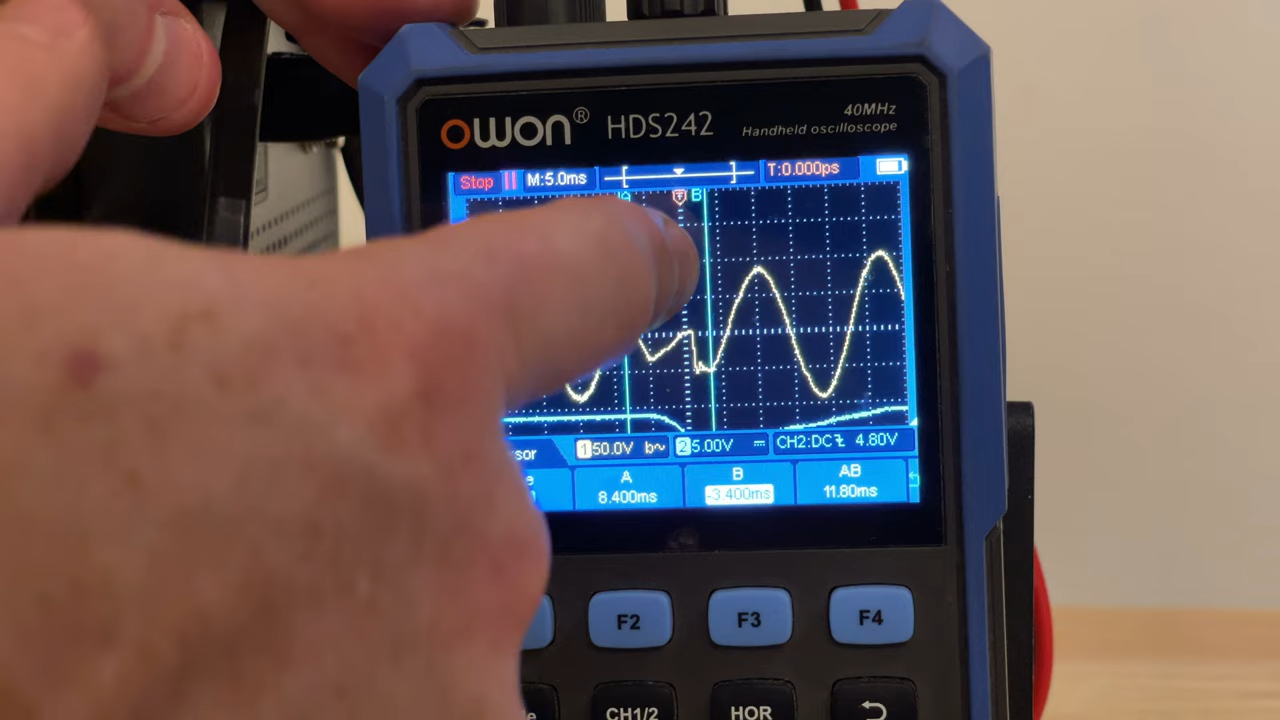 owon® HDS242
40MHz
Handheld oscilloscope
Stop M:5.0ms T:0.000ps
A T B
sor 1 50.0V b~ 2 5.00V CH2:DC 4.80V
e A B AB
8.400ms -3.400ms 11.80ms
F2 F3 F4
e CH1/2 HOR